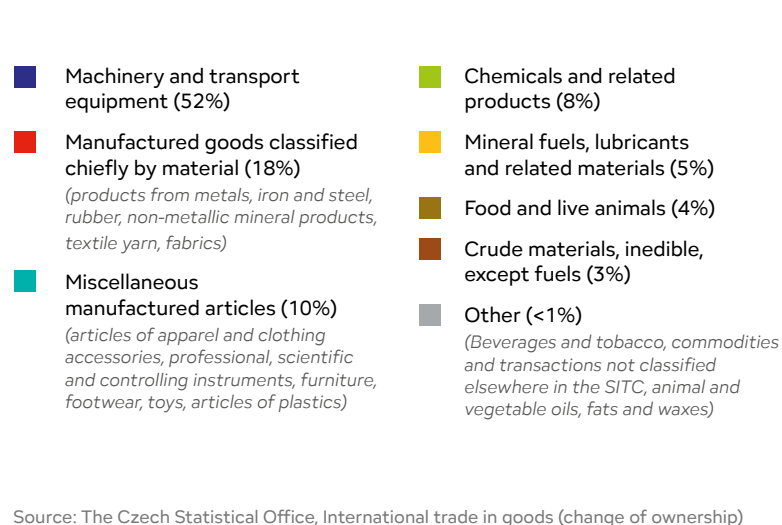 Machinery and transport
equipment (52%)
Manufactured goods classified
chiefly by material (18%)
(products from metals, iron and steel,
rubber, non-metallic mineral products,
textile yarn, fabrics)
Miscellaneous
manufactured articles (10%)
(articles of apparel and clothing
accessories, professional, scientific
and controlling instruments, furniture,
footwear, toys, articles of plastics)
Chemicals and related
products (8%)
Mineral fuels, lubricants
and related materials (5%)
Food and live animals (4%)
Crude materials, inedible,
except fuels (3%)
Other (<1%)
(Beverages and tobacco, commodities
and transactions not classified
elsewhere in the SITC, animal and
vegetable oils, fats and waxes)
Source: The Czech Statistical Office, International trade in goods (change of ownership)